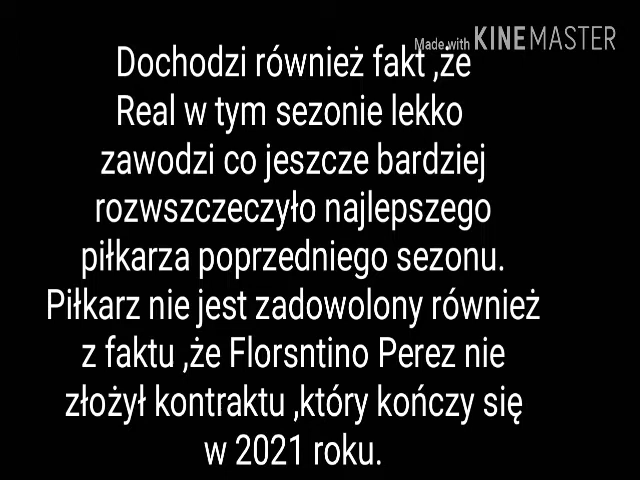 Made with KINEMASTER
Dochodzi również fakt ,że
Real w tym sezonie lekko
zawodzi co jeszcze bardziej
rozwszczeczyło najlepszego
piłkarza poprzedniego sezonu.
Piłkarz nie jest zadowolony również
z faktu ,że Florsntino Perez nie
złożył kontraktu ,który kończy się
w 2021 roku.